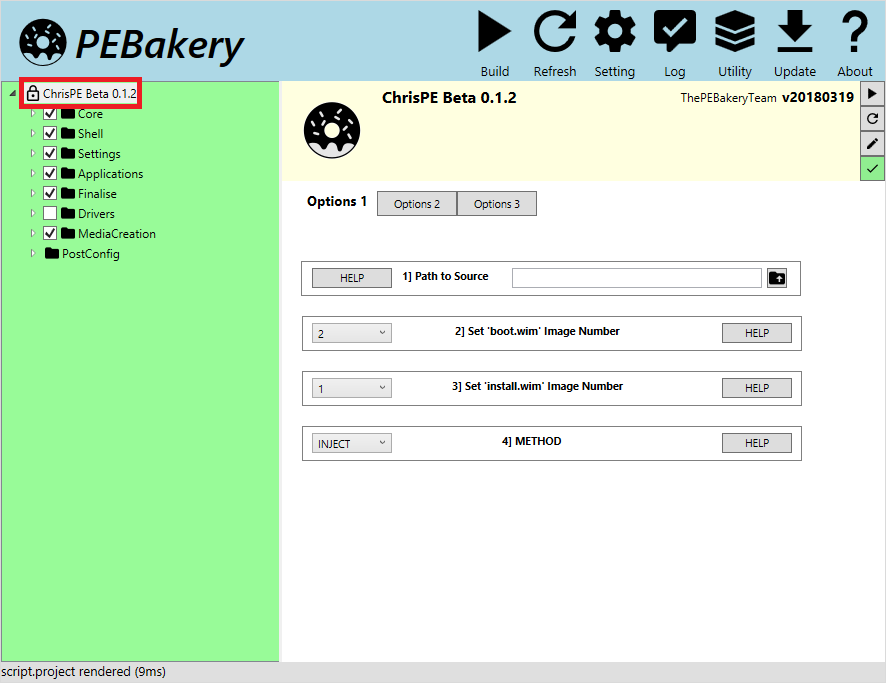 PEBakery
Build Refresh Setting Log Utility Update About
ChrisPE Beta 0.1.2
Core
Shell
Settings
Applications
Finalise
Drivers
MediaCreation
PostConfig
ChrisPE Beta 0.1.2 ThePEBakeryTeam v20180319
Options 1 Options 2 Options 3
HELP 1] Path to Source
2 2] Set 'boot.wim' Image Number HELP
1 3] Set 'install.wim' Image Number HELP
INJECT 4] METHOD HELP
script.project rendered (9ms)